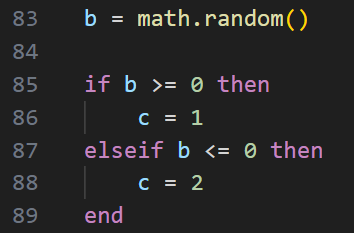 83 b = math.random()
84
85 if b >= 0 then
86 c = 1
87 elseif b <= 0 then
88 c = 2
89 end